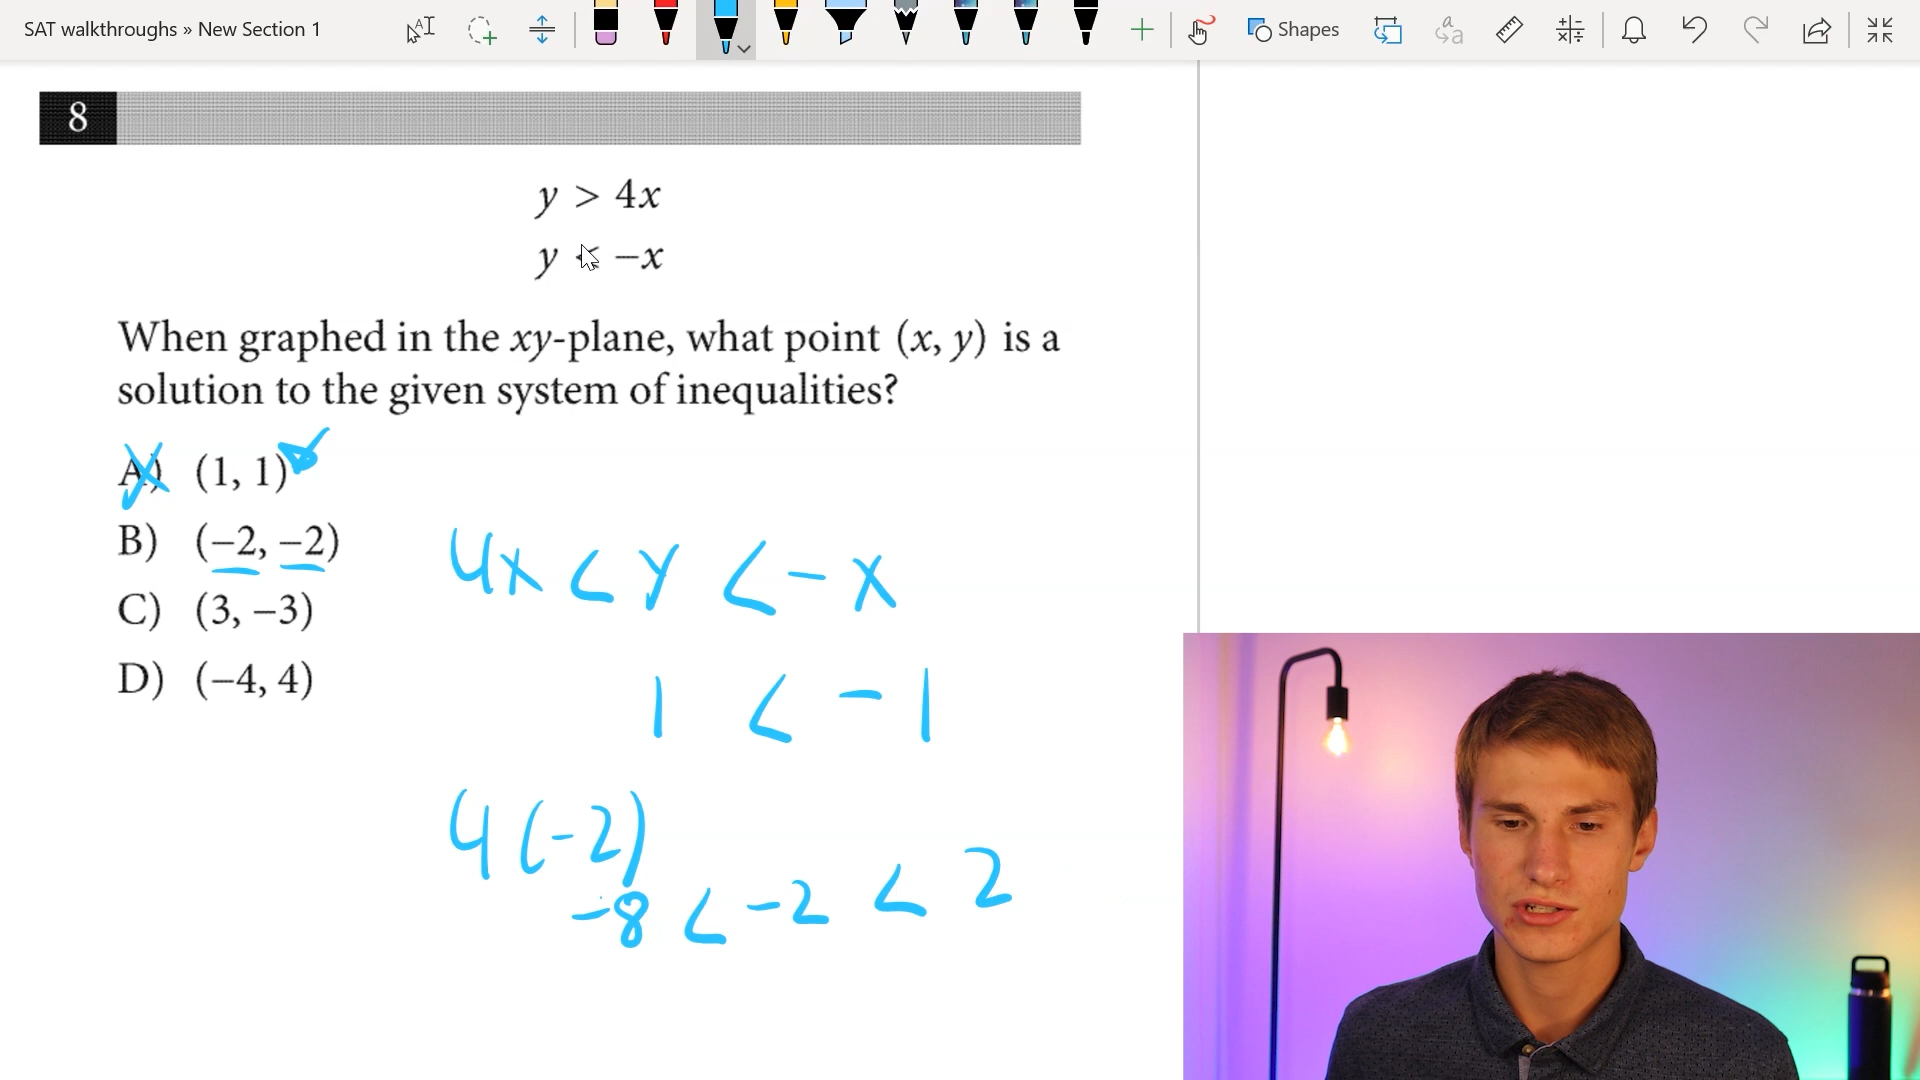 SAT walkthroughs » New Section 1
Shapes
8
y > 4x
y < −x
When graphed in the xy-plane, what point (x, y) is a
solution to the given system of inequalities?
A) (1, 1)
B) (−2, −2)
C) (3, −3)
D) (−4, 4)
4x < y < - x
1 < - 1
4(-2)
-8 < -2 < 2